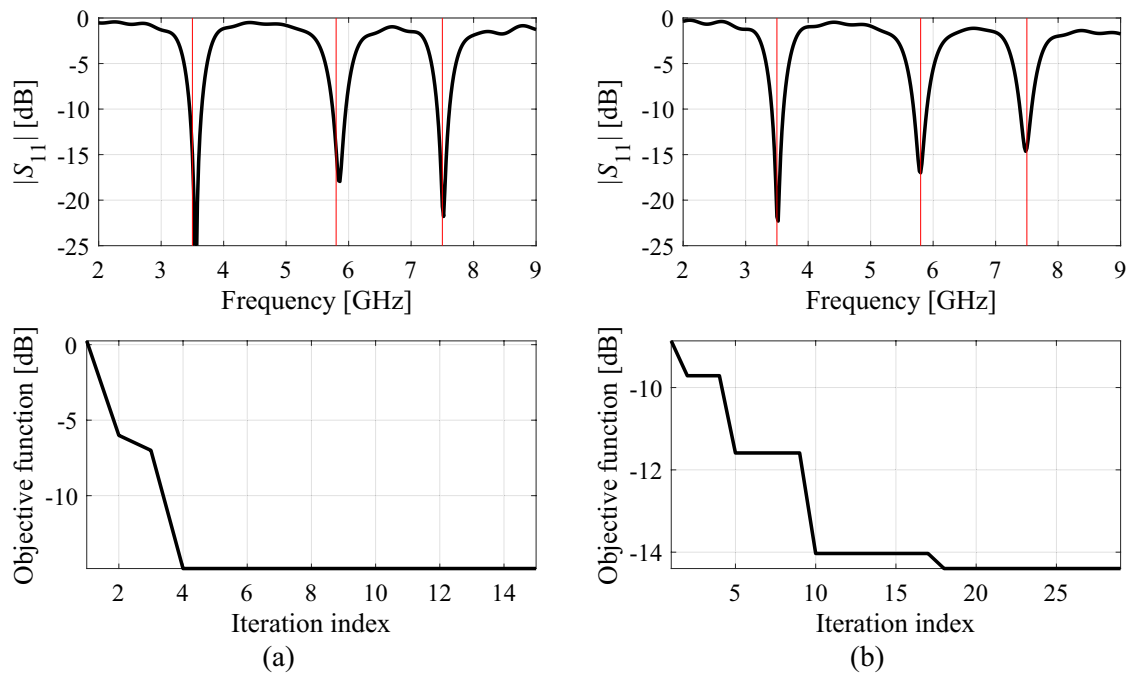 0
-5
-10
-15
-20
-25
|S11| [dB]
2 3 4 5 6 7 8 9
Frequency [GHz]
0
-5
-10
-15
-20
-25
|S11| [dB]
2 3 4 5 6 7 8 9
Frequency [GHz]
0
-5
-10
Objective function [dB]
2 4 6 8 10 12 14
Iteration index
(a)
-10
-12
-14
Objective function [dB]
5 10 15 20 25
Iteration index
(b)